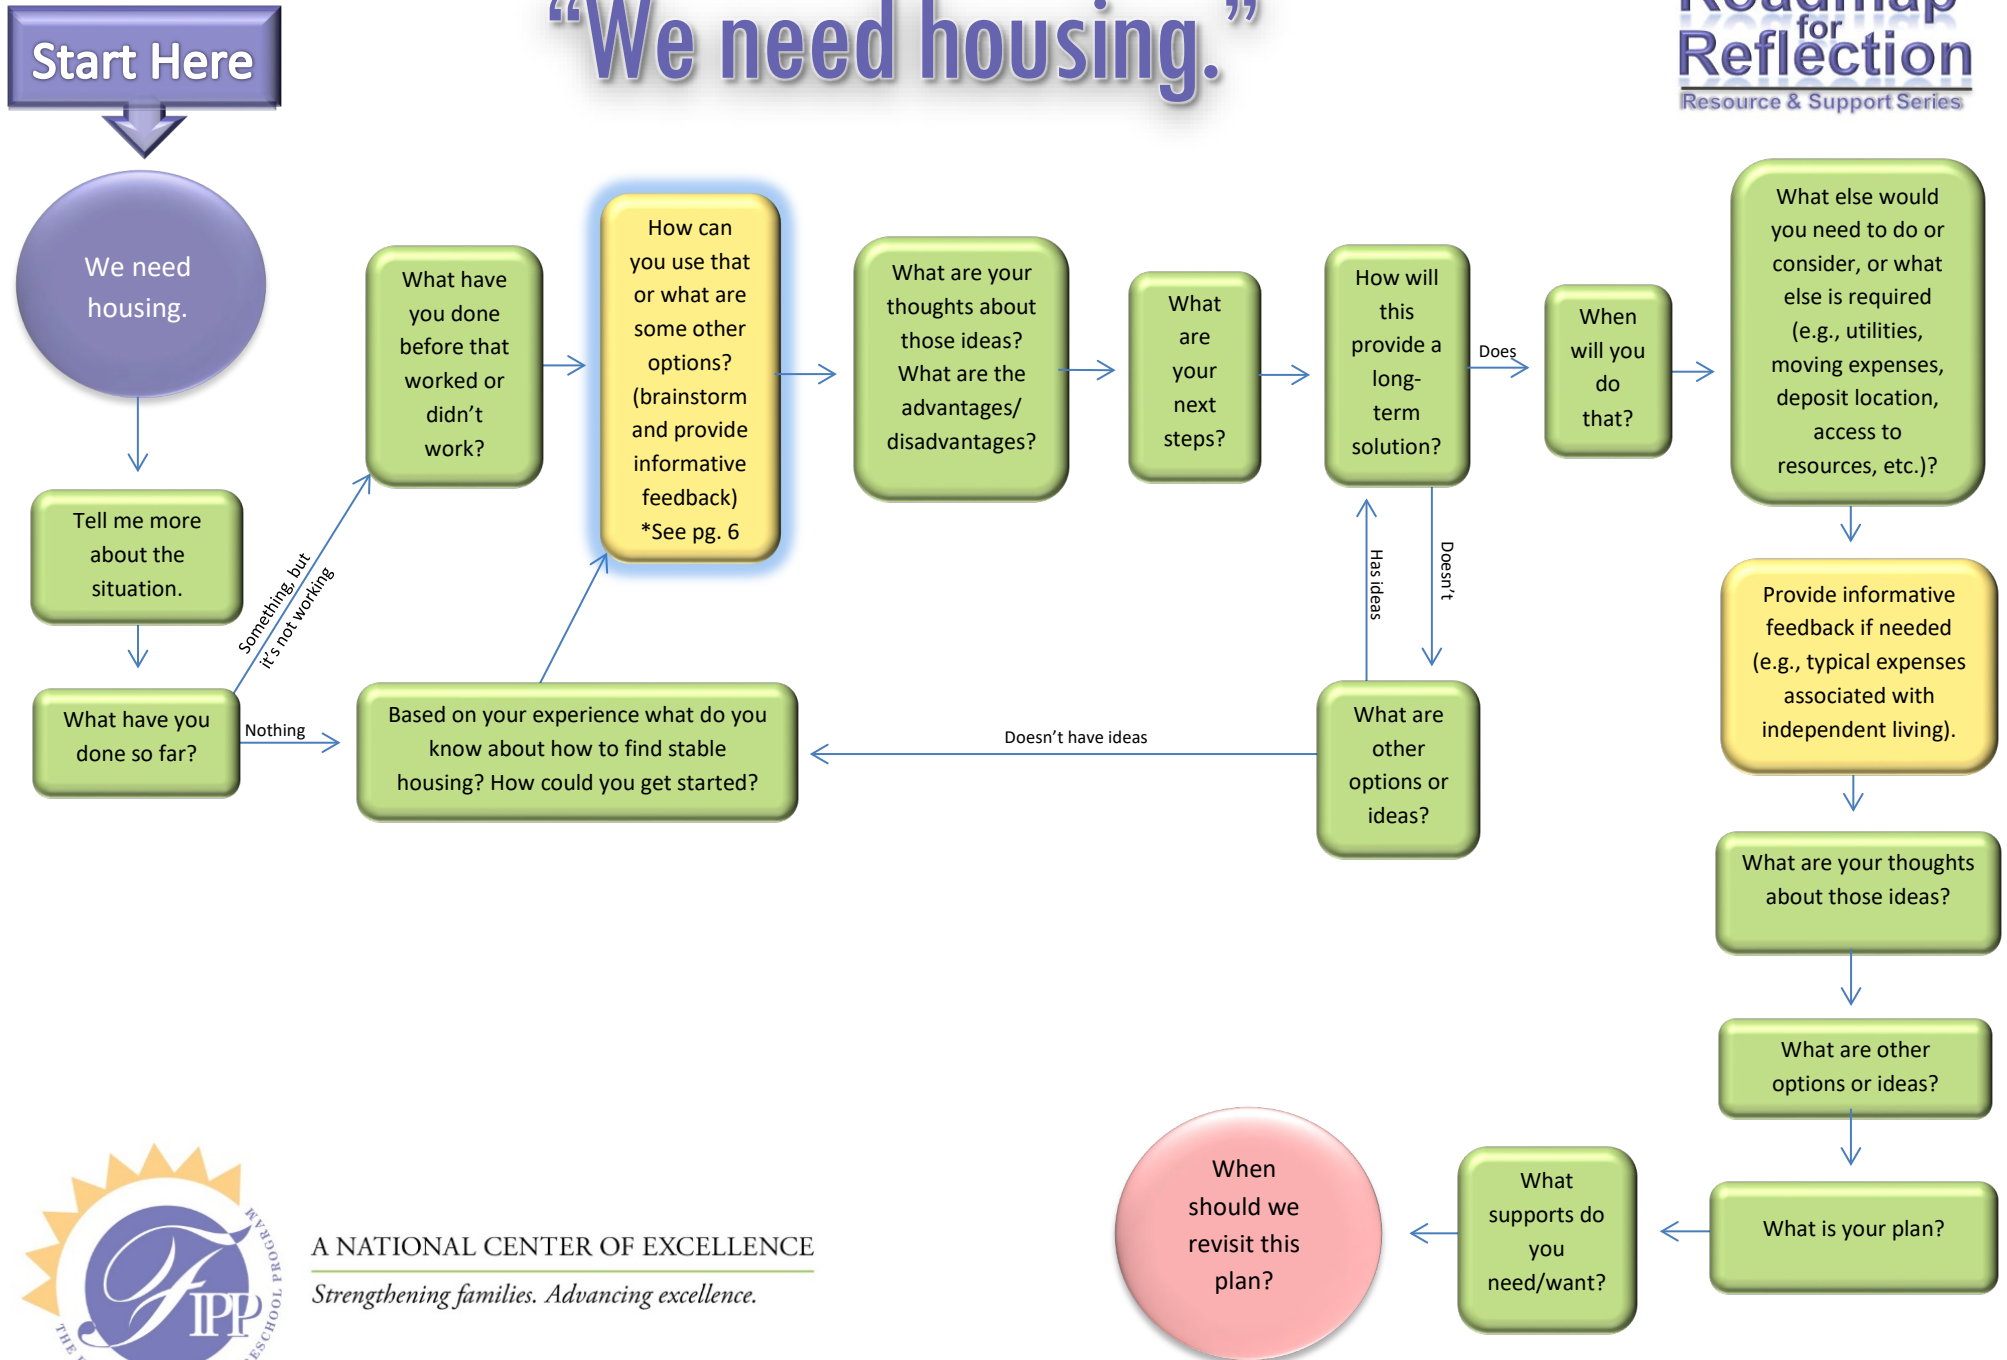 Start Here
“We need housing.”
Roadmap
for
Reflection
Resource & Support Series
We need
housing.
Tell me more
about the
situation.
What have you
done so far?
Something, but
it’s not working
Nothing
What have
you done
before that
worked or
didn’t
work?
Based on your experience what do you
know about how to find stable
housing? How could you get started?
How can
you use that
or what are
some other
options?
(brainstorm
and provide
informative
feedback)
*See pg. 6
What are your
thoughts about
those ideas?
What are the
advantages/
disadvantages?
What
are
your
next
steps?
How will
this
provide a
long-
term
solution?
Does
Doesn’t
Has ideas
What are
other
options or
ideas?
Doesn’t have ideas
When
will you
do
that?
What else would
you need to do or
consider, or what
else is required
(e.g., utilities,
moving expenses,
deposit location,
access to
resources, etc.)?
Provide informative
feedback if needed
(e.g., typical expenses
associated with
independent living).
What are your thoughts
about those ideas?
What are other
options or ideas?
What is your plan?
What
supports do
you
need/want?
When
should we
revisit this
plan?
FIPP
THE
PROGRAM
A NATIONAL CENTER OF EXCELLENCE
Strengthening families. Advancing excellence.